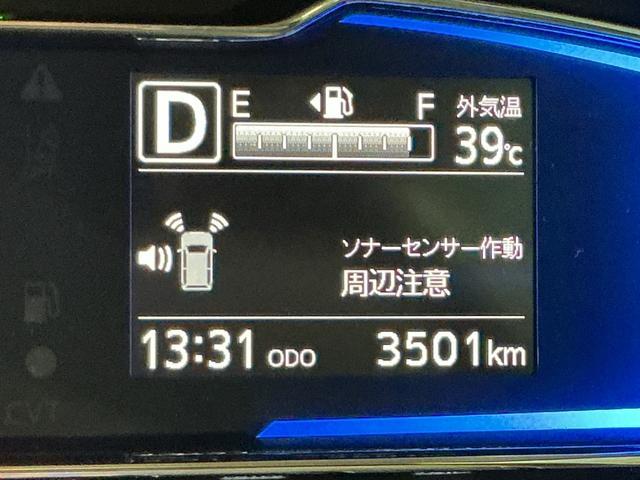 D
E F 外気温
39℃
ソナーセンサー作動
周辺注意
13:31 ODO 3501km
CVT